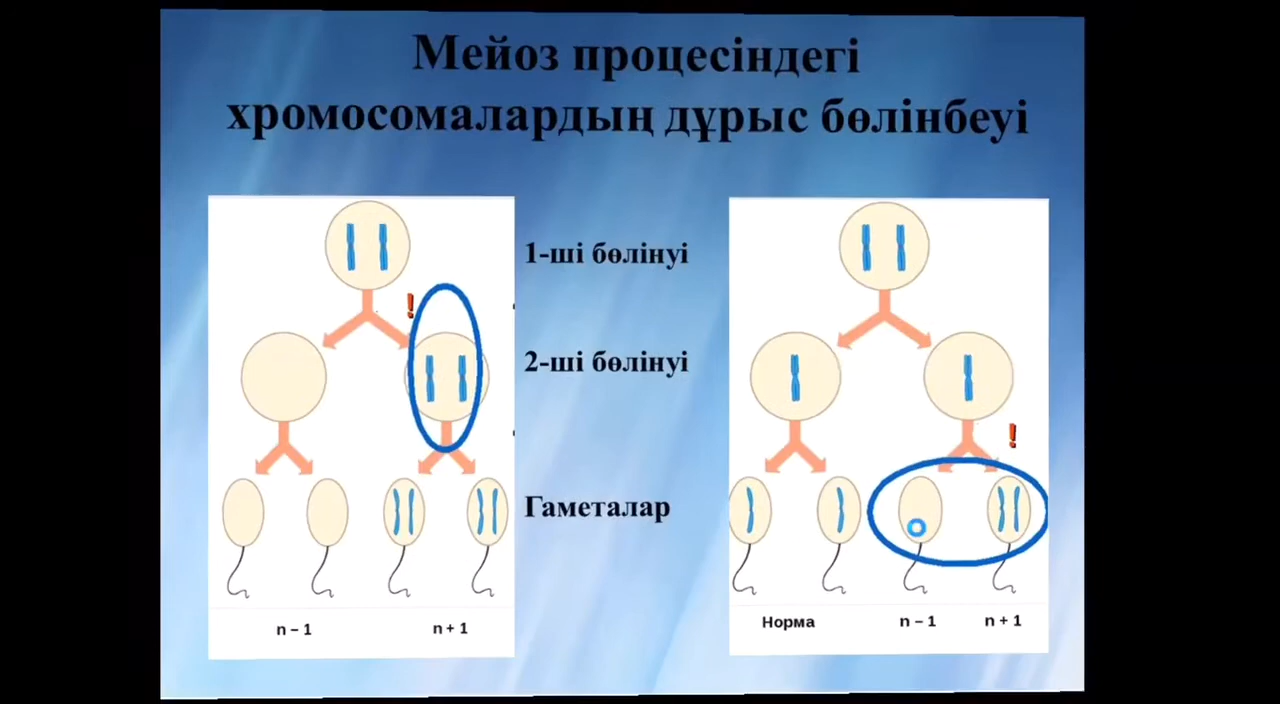 Мейоз процесіндегі
хромосомалардың дұрыс бөлінбеуі
1-ші бөлінуі
2-ші бөлінуі
Гаметалар
!
n – 1
n + 1
!
Норма
n – 1
n + 1